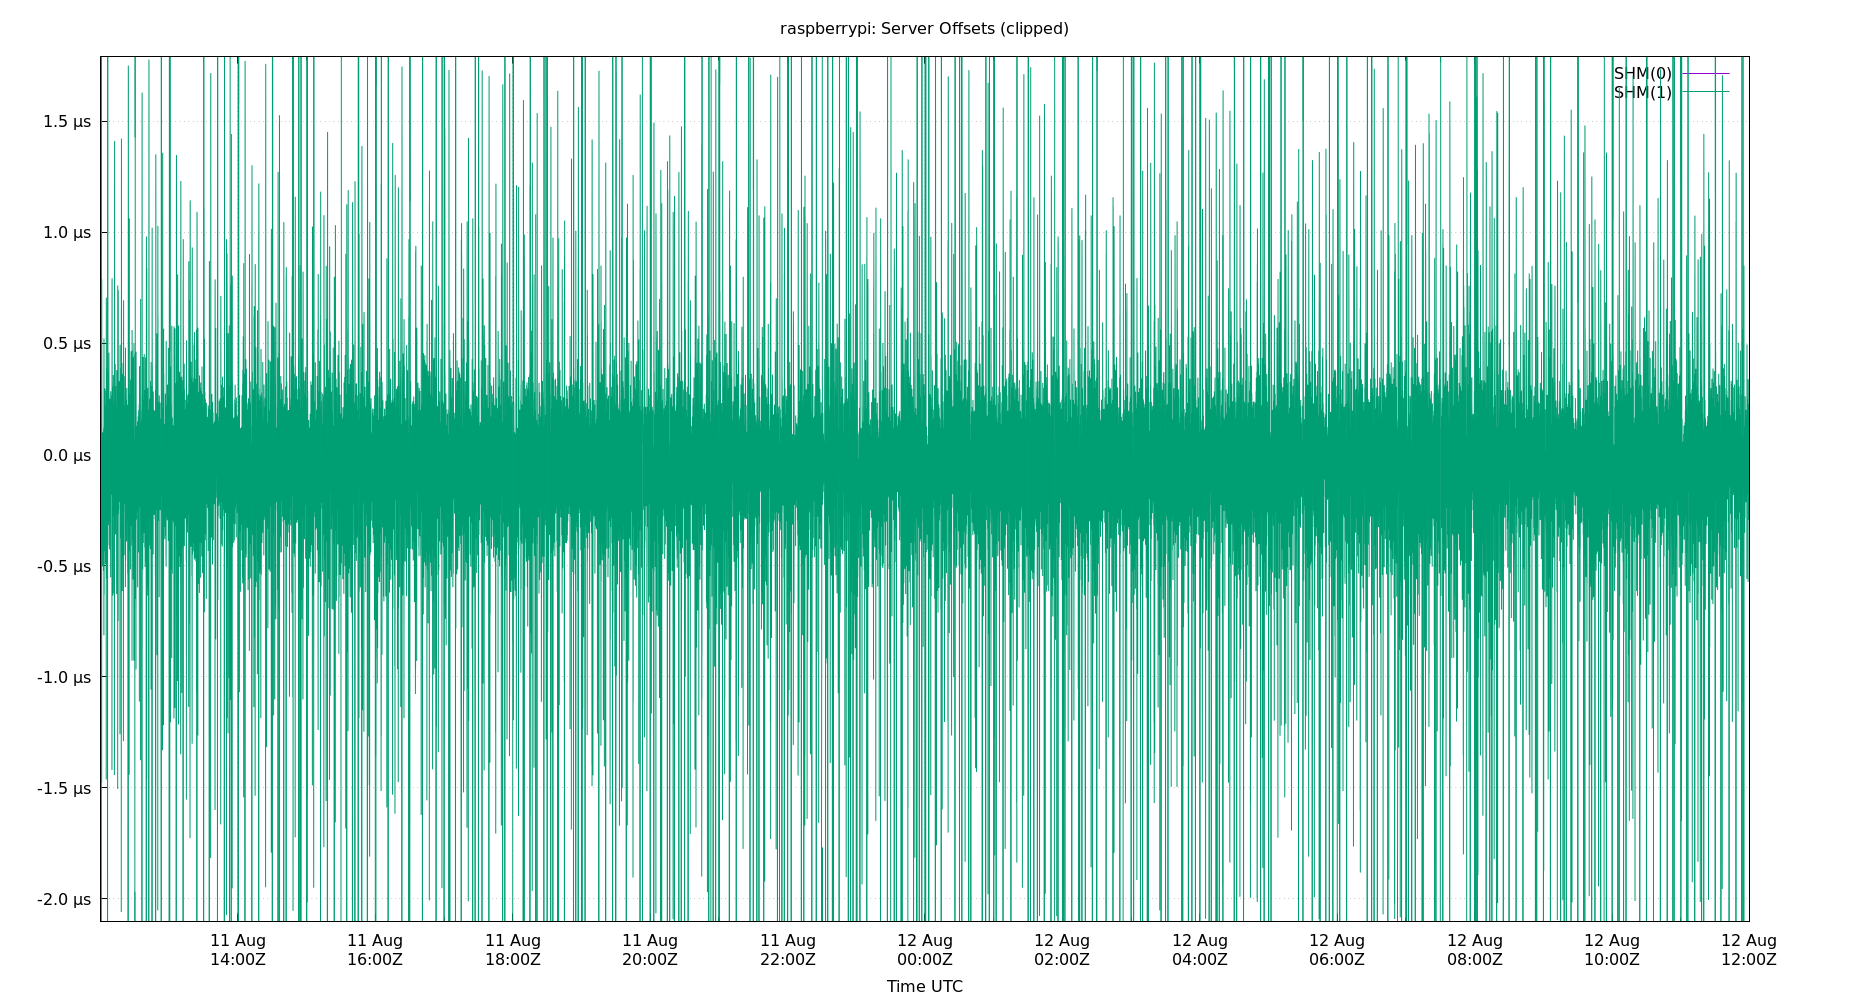 raspberrypi: Server Offsets (clipped)
SHM(0)
SHM(1)
1.5 µs
1.0 µs
0.5 µs
0.0 µs
-0.5 µs
-1.0 µs
-1.5 µs
-2.0 µs
11 Aug 11 Aug 11 Aug 11 Aug 11 Aug 12 Aug 12 Aug 12 Aug 12 Aug 12 Aug 12 Aug 12 Aug
14:00Z 16:00Z 18:00Z 20:00Z 22:00Z 00:00Z 02:00Z 04:00Z 06:00Z 08:00Z 10:00Z 12:00Z
Time UTC